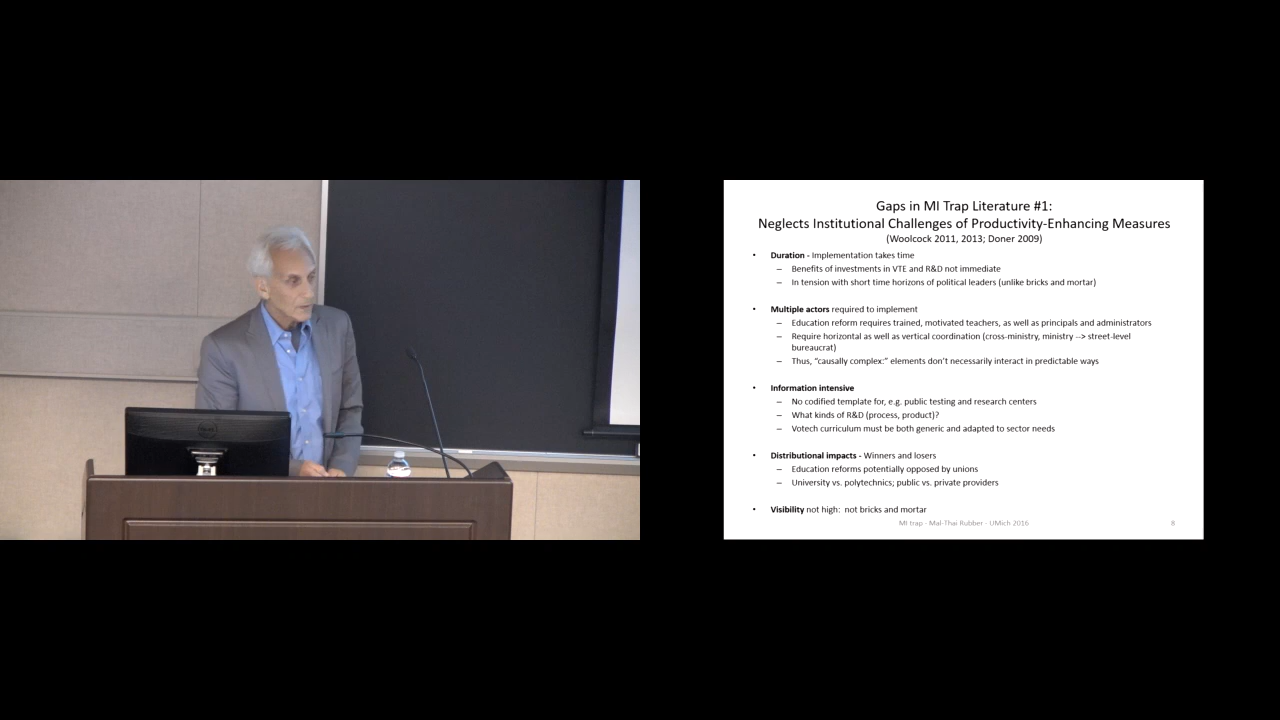 Gaps in MI Trap Literature #1:
Neglects Institutional Challenges of Productivity-Enhancing Measures
(Woolcock 2011, 2013; Doner 2009)
• Duration - Implementation takes time
– Benefits of investments in VTE and R&D not immediate
– In tension with short time horizons of political leaders (unlike bricks and mortar)
• Multiple actors required to implement
– Education reform requires trained, motivated teachers, as well as principals and administrators
– Require horizontal as well as vertical coordination (cross-ministry, ministry --> street-level
bureaucrat)
– Thus, “causally complex:” elements don’t necessarily interact in predictable ways
• Information intensive
– No codified template for, e.g. public testing and research centers
– What kinds of R&D (process, product)?
– Votech curriculum must be both generic and adapted to sector needs
• Distributional impacts - Winners and losers
– Education reforms potentially opposed by unions
– University vs. polytechnics; public vs. private providers
• Visibility not high:  not bricks and mortar
MI trap - Mal-Thai Rubber - UMich 2016
8